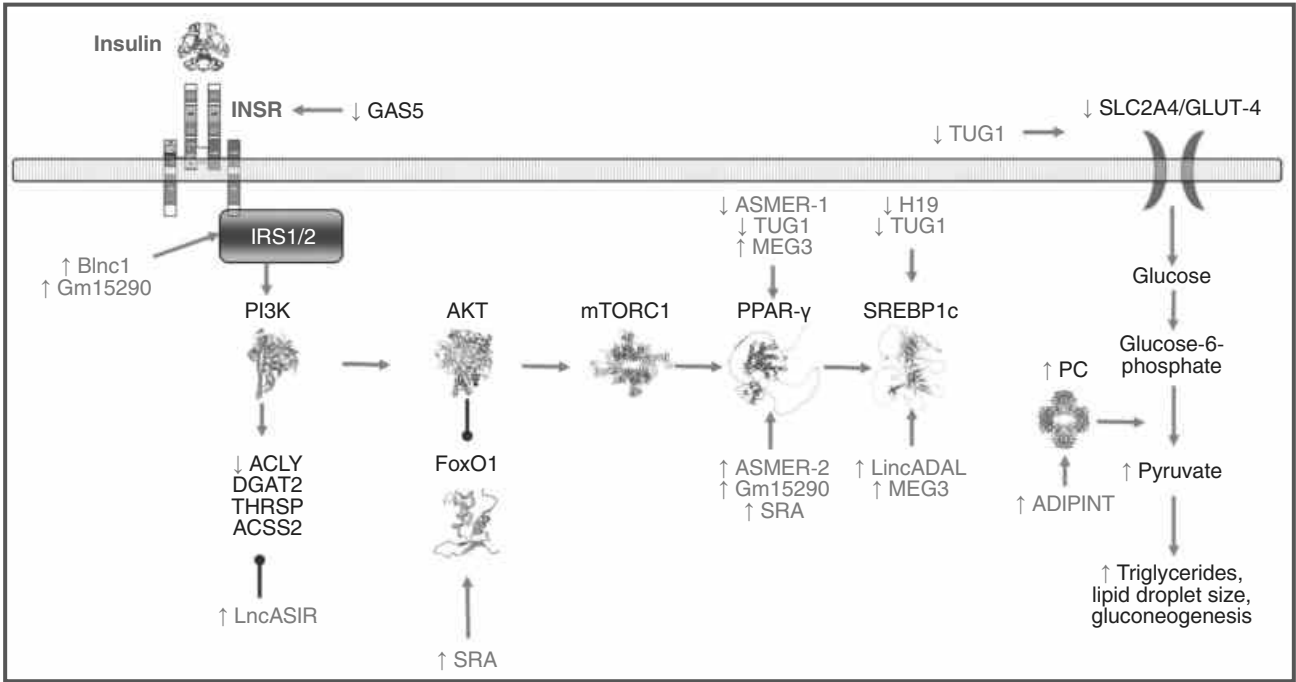 Insulin
INSR
↓ GAS5
↓ SLC2A4/GLUT-4
↓ TUG1
IRS1/2
↑ Blnc1
↑ Gm15290
↓ ASMER-1
↓ TUG1
↑ MEG3
↓ H19
↓ TUG1
Glucose
PI3K
AKT
mTORC1
PPAR-γ
SREBP1c
Glucose-6-
phosphate
↑ PC
↓ ACLY
DGAT2
THRSP
ACSS2
FoxO1
↑ ASMER-2
↑ Gm15290
↑ SRA
↑ LincADAL
↑ MEG3
↑ ADIPINT
↑ Pyruvate
↑ LncASIR
↑ SRA
↑ Triglycerides,
lipid droplet size,
gluconeogenesis